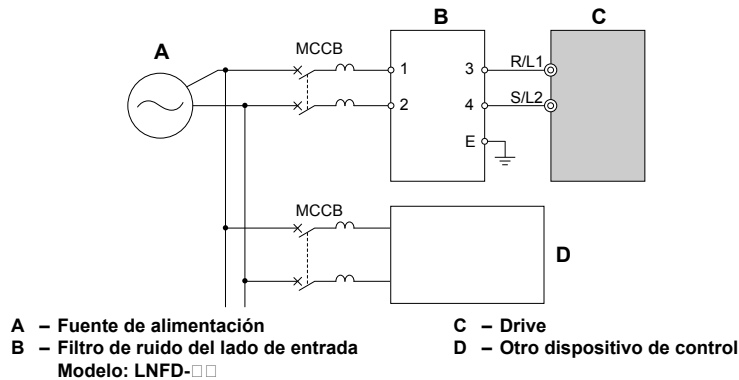 A
MCCB
B
C
1
3
R/L1
2
4
S/L2
E
MCCB
D
A – Fuente de alimentación
B – Filtro de ruido del lado de entrada
Modelo: LNFD-□□
C – Drive
D – Otro dispositivo de control